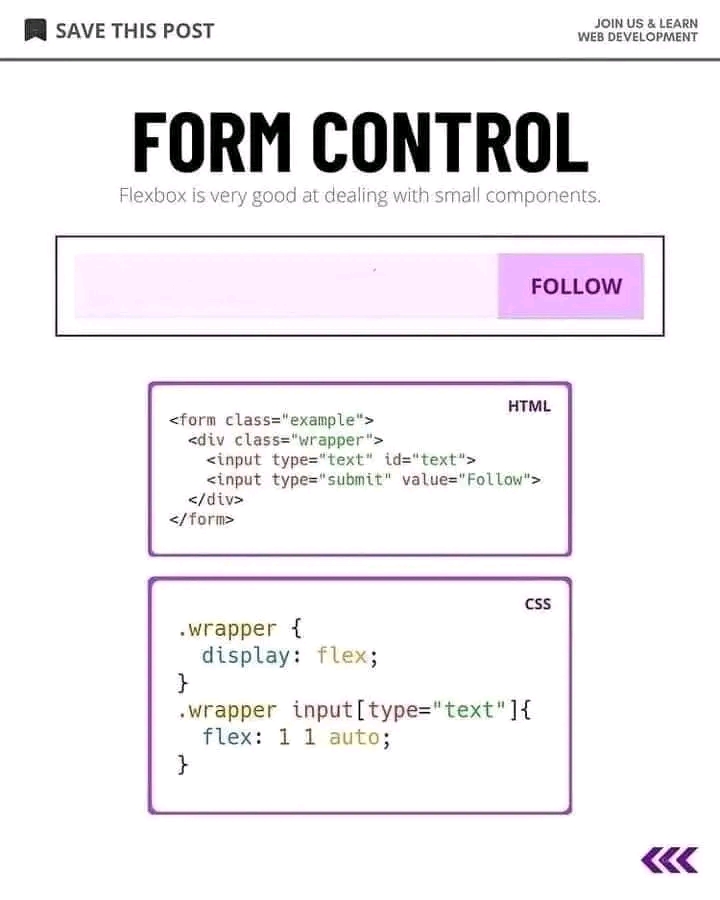 SAVE THIS POST
JOIN US & LEARN
WEB DEVELOPMENT
FORM CONTROL
Flexbox is very good at dealing with small components.
FOLLOW
HTML
<form class="example">
  <div class="wrapper">
    <input type="text" id="text">
    <input type="submit" value="Follow">
  </div>
</form>
CSS
.wrapper {
  display: flex;
}
.wrapper input[type="text"]{
  flex: 1 1 auto;
}